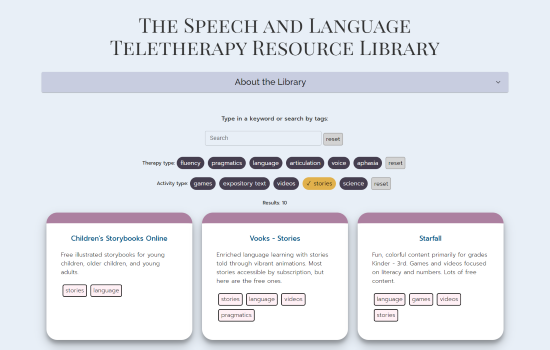 The Speech and Language
Teletherapy Resource Library
About the Library
Type in a keyword or search by tags:
Search reset
Therapy type: fluency pragmatics language articulation voice aphasia reset
Activity type: games expository text videos ✓ stories science reset
Results: 10
Children's Storybooks Online
Free illustrated storybooks for young
children, older children, and young
adults
stories language
Vooks - Stories
Enriched language learning with stories
told through vibrant animations. Most
stories accessible by subscription, but
here are the free ones.
stories language videos
pragmatics
Starfall
Fun, colorful content primarily for grades
Kinder - 3rd. Games and videos focused
on literacy and numbers. Lots of free
content.
language games videos
stories